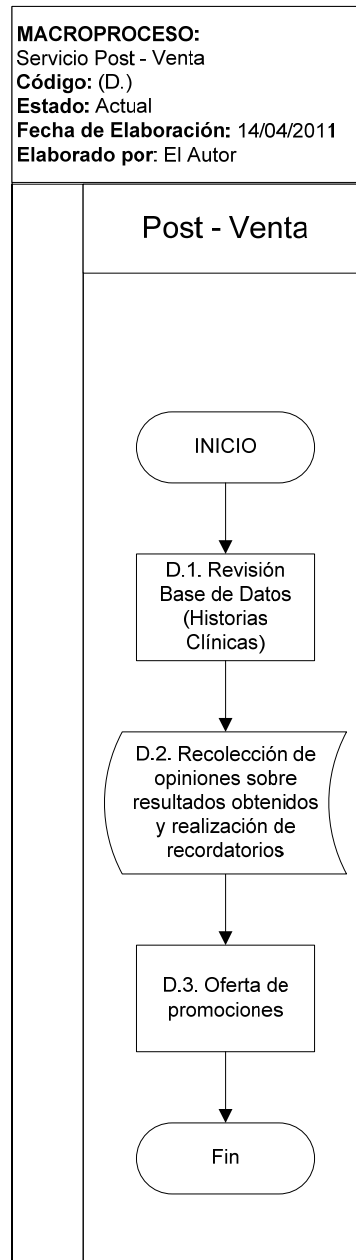 MACROPROCESO:
Servicio Post - Venta
Código: (D.)
Estado: Actual
Fecha de Elaboración: 14/04/2011
Elaborado por: El Autor
Post - Venta
INICIO
D.1. Revisión
Base de Datos
(Historias
Clínicas)
D.2. Recolección de
opiniones sobre
resultados obtenidos
y realización de
recordatorios
D.3. Oferta de
promociones
Fin